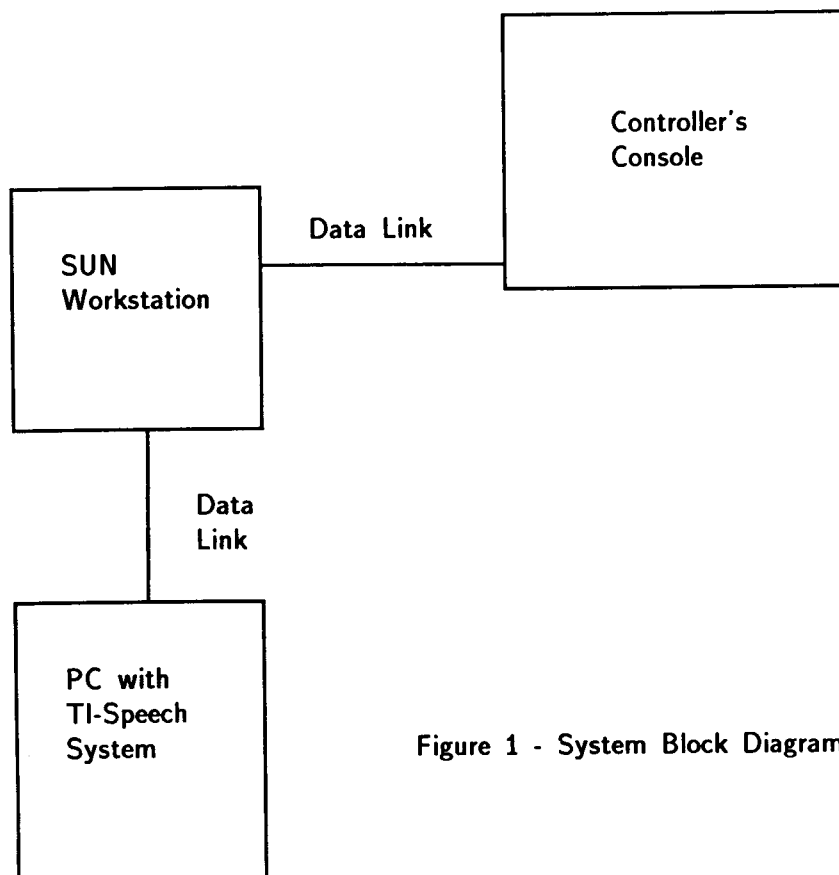 Controller's
Console
Data Link
SUN
Workstation
Data
Link
PC with
TI-Speech
System
Figure 1 - System Block Diagram